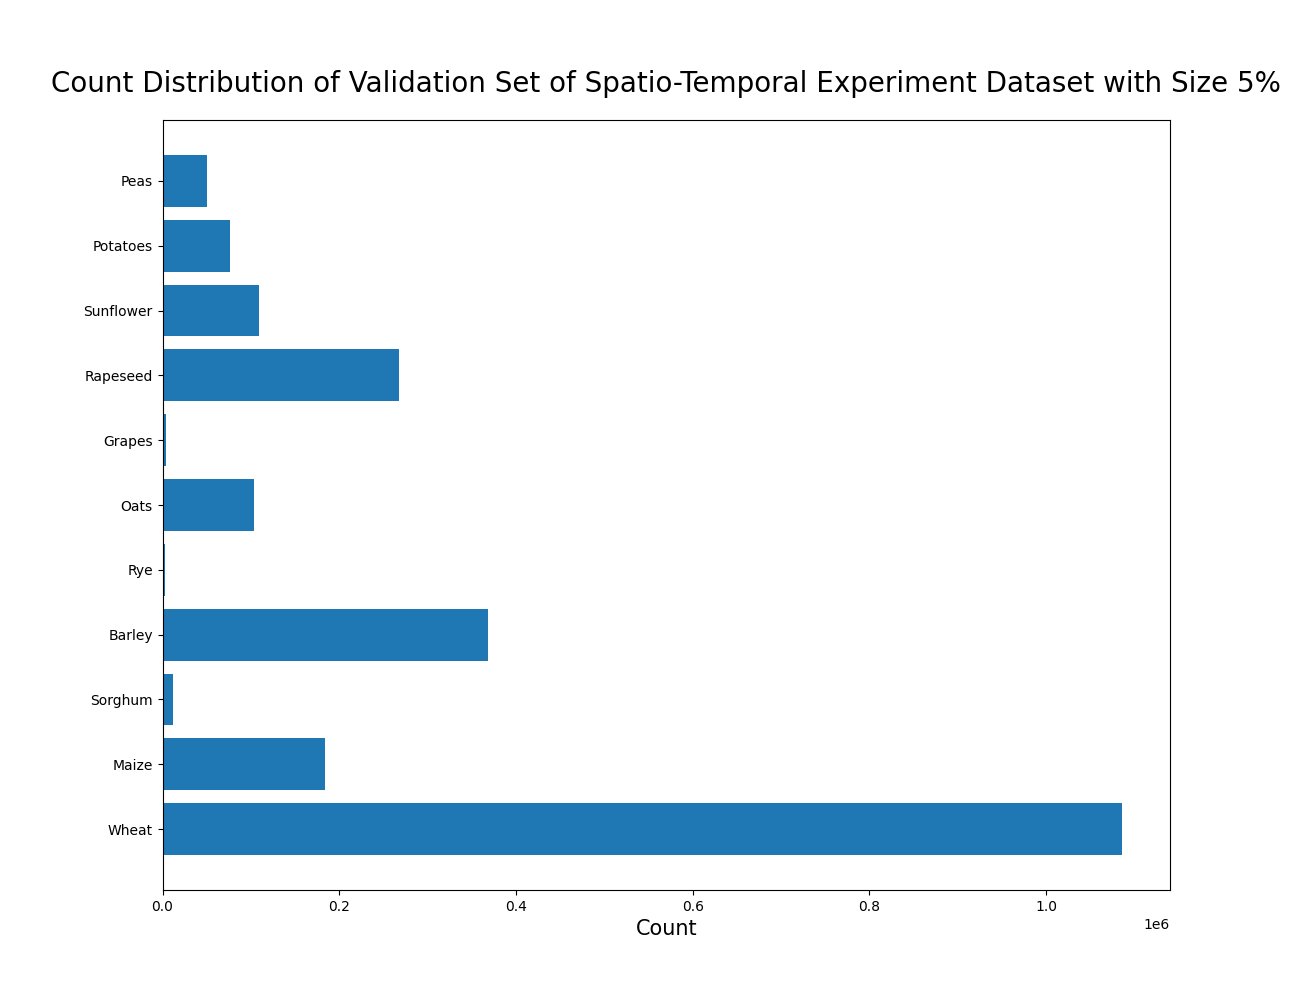 Count Distribution of Validation Set of Spatio-Temporal Experiment Dataset with Size 5%
Peas
Potatoes
Sunflower
Rapeseed
Grapes
Oats
Rye
Barley
Sorghum
Maize
Wheat
0.0 0.2 0.4 0.6 0.8 1.0
1e6
Count